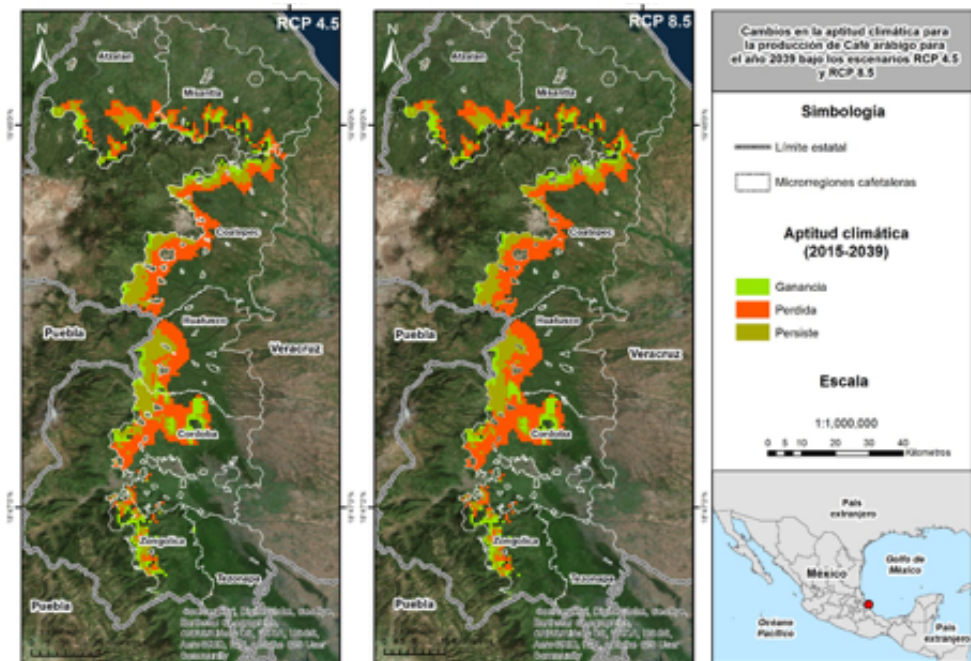 RCP 4.5
N
Atzalan
Misantla
Coatepec
Huatusco
Puebla
Veracruz
Cordoba
Zongolica
Tezonapa
Puebla
RCP 8.5
N
Atzalan
Misantla
Coatepec
Huatusco
Puebla
Veracruz
Cordoba
Zongolica
Tezonapa
Puebla
Cambios en la aptitud climática para
la producción de Café arábigo para
el año 2039 bajo los escenarios RCP 4.5
y RCP 8.5
Simbología
Límite estatal
Microrregiones cafetaleras
Aptitud climática
(2015-2039)
Ganancia
Perdida
Persiste
Escala
1:1,000,000
0 5 10 20 30 40
Kilometros
País
extranjero
México
Golfo de
México
Océano
Pacífico
País
extranjero